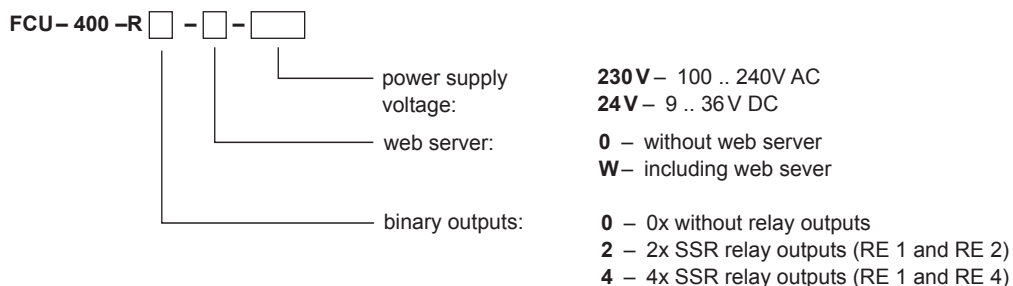 FCU– 400 –R – –
power supply 230 V – 100 .. 240V AC
voltage: 24 V – 9 .. 36 V DC
web server: 0 – without web server
W – including web sever
binary outputs: 0 – 0x without relay outputs
2 – 2x SSR relay outputs (RE 1 and RE 2)
4 – 4x SSR relay outputs (RE 1 and RE 4)